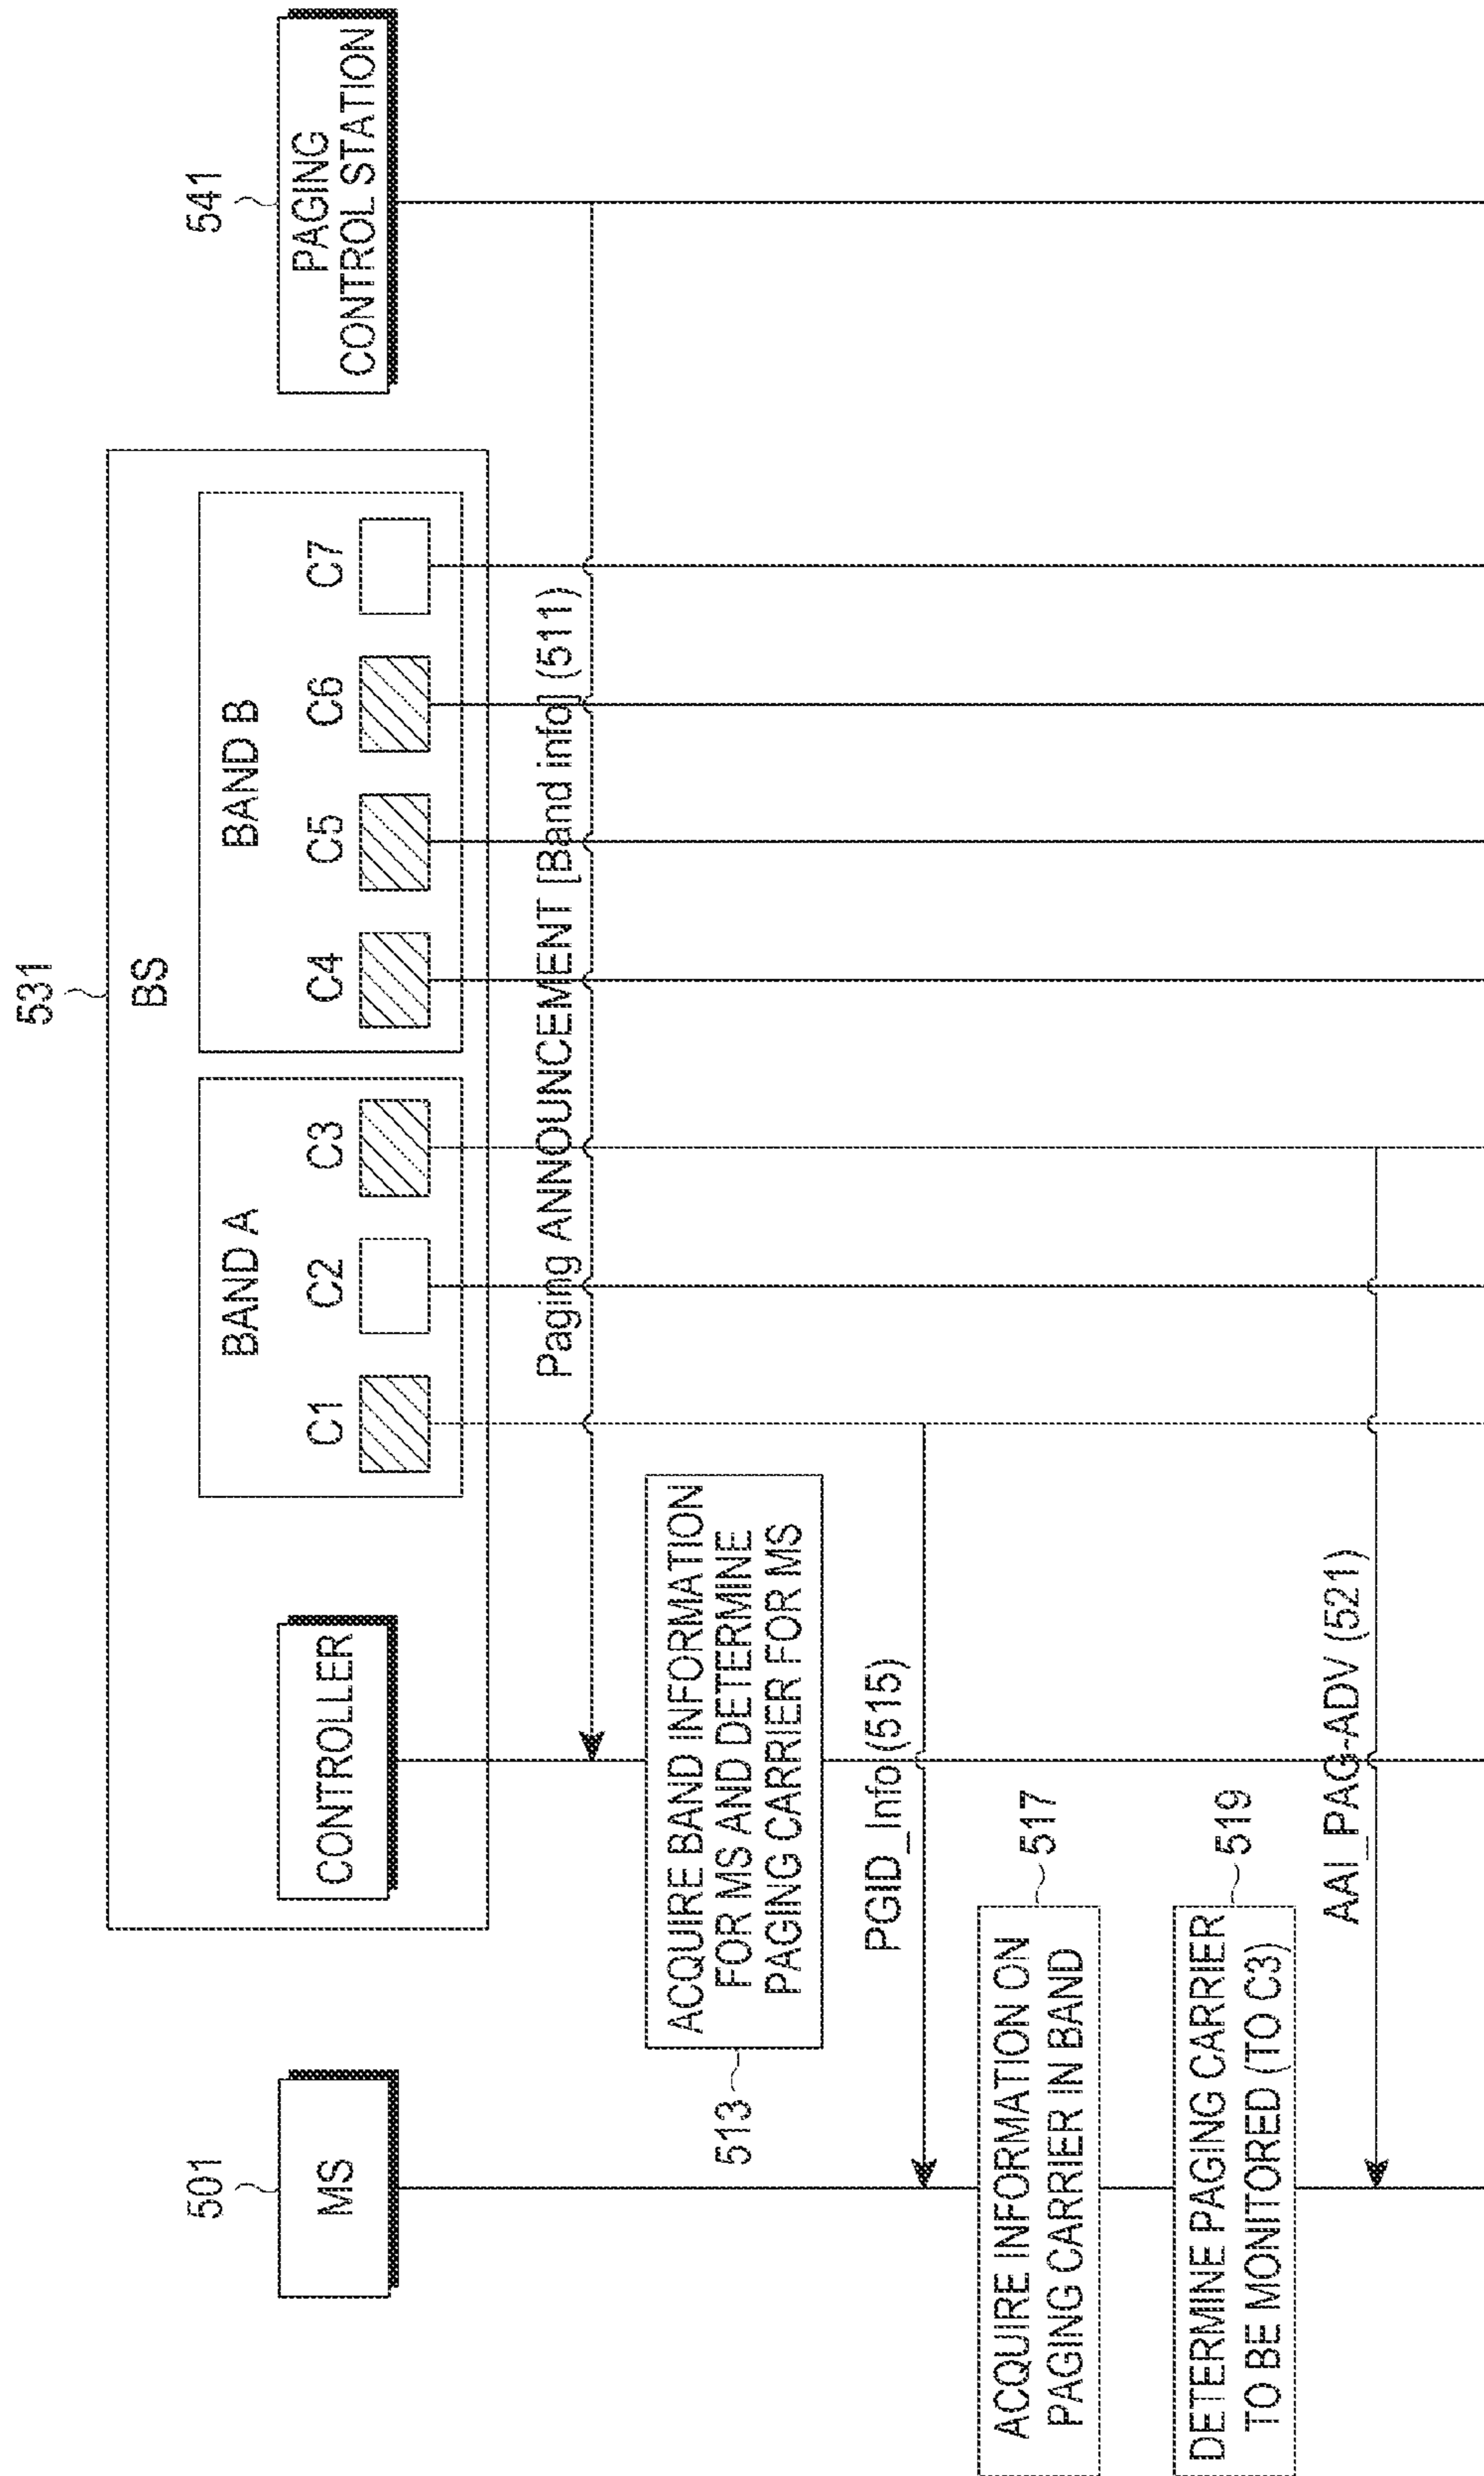 501
MS
531
BS
CONTROLLER
BAND A
C1
C2
C3
BAND B
C4
C5
C6
C7
541
PAGING
CONTROL STATION
Paging ANNOUNCEMENT [Band info] (511)
513
ACQUIRE BAND INFORMATION
FOR MS AND DETERMINE
PAGING CARRIER FOR MS
PGID_Info (515)
ACQUIRE INFORMATION ON
PAGING CARRIER IN BAND
517
DETERMINE PAGING CARRIER
TO BE MONITORED (TO C3)
519
AAI_PAG-ADV (521)